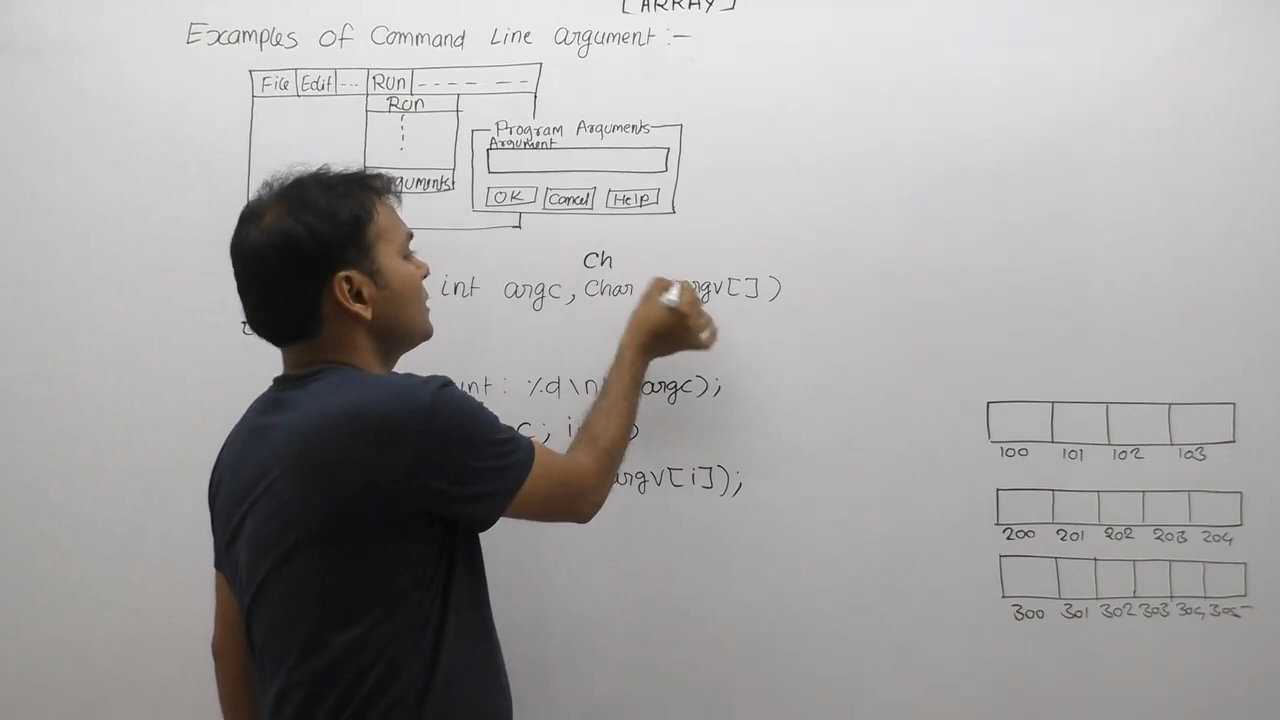 [ARRAY]
Examples of Command Line argument :-
File Edit ... Run
Run
Program Arguments
Argument
guments
OK Cancel Help
Ch
int argc, Char rgv[])
unt: %d\n argc);
c; i
argv[i]);
100 101 102 103
200 201 202 203 204
300 301 302 303 304 305